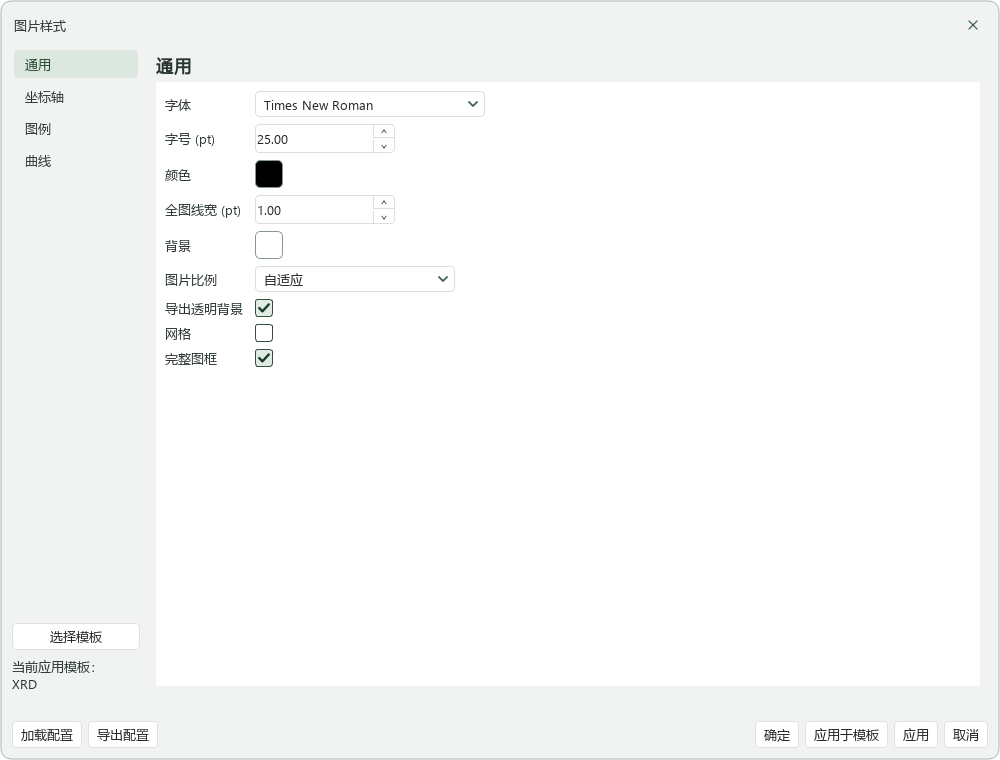 图片样式
通用
坐标轴
图例
曲线
通用
字体 Times New Roman
字号 (pt) 25.00
颜色
全图线宽 (pt) 1.00
背景
图片比例 自适应
导出透明背景
网格
完整图框
选择模板
当前应用模板：
XRD
加载配置 导出配置 确定 应用于模板 应用 取消